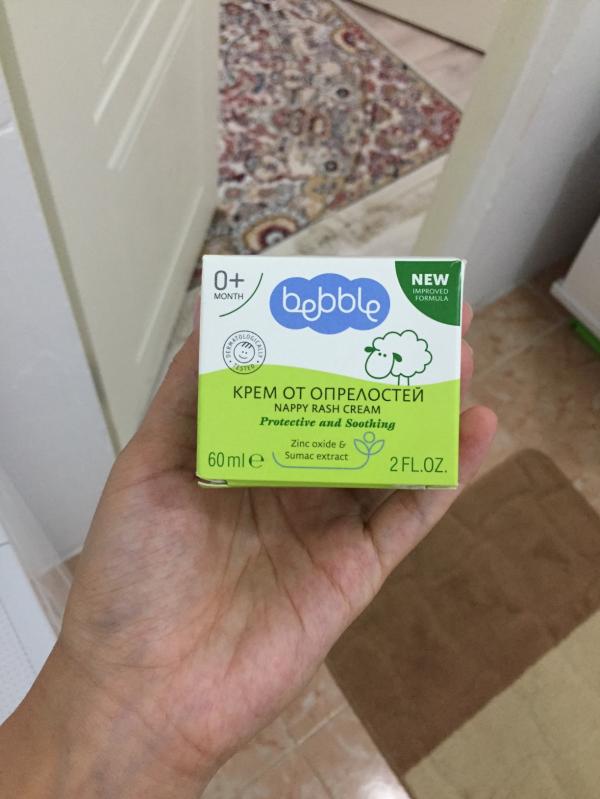 0+
MONTH
bebble
NEW
IMPROVED
FORMULA
DERMATOLOGICALLY
TESTED
КРЕМ ОТ ОПРЕЛОСТЕЙ
NAPPY RASH CREAM
Protective and Soothing
Zinc oxide &
Sumac extract
60 ml ℮
2 FL.OZ.